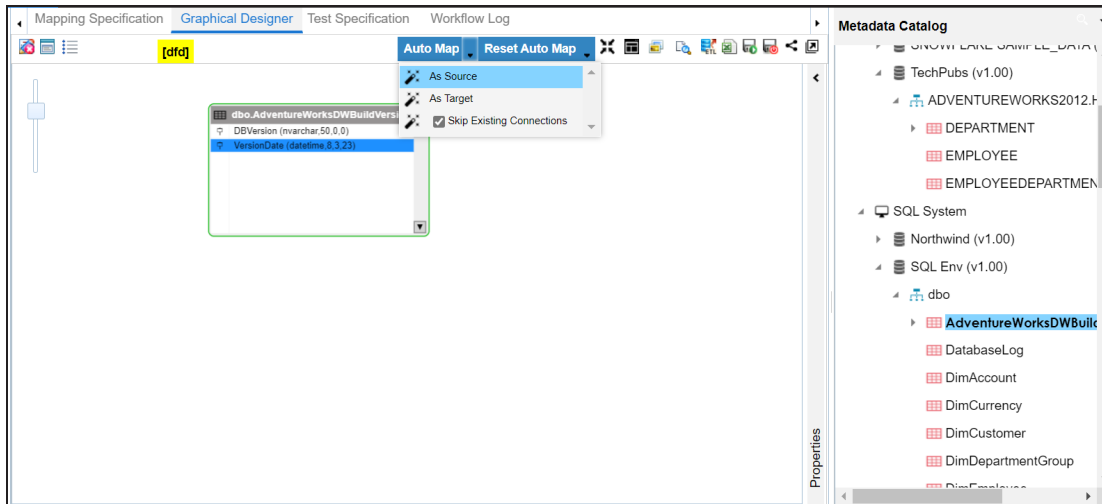 Mapping Specification Graphical Designer Test Specification Workflow Log
[dfd]
Auto Map Reset Auto Map
As Source
As Target
Skip Existing Connections
dbo.AdventureWorksDWBuildVersi
DBVersion (nvarchar,50,0,0)
VersionDate (datetime,8,3,23)
Properties
Metadata Catalog
SNOWFLAKE SAMPLE_DATA (
TechPubs (v1.00)
ADVENTUREWORKS2012.H
DEPARTMENT
EMPLOYEE
EMPLOYEEDEPARTMEN
SQL System
Northwind (v1.00)
SQL Env (v1.00)
dbo
AdventureWorksDWBuild
DatabaseLog
DimAccount
DimCurrency
DimCustomer
DimDepartmentGroup
DimEmployee